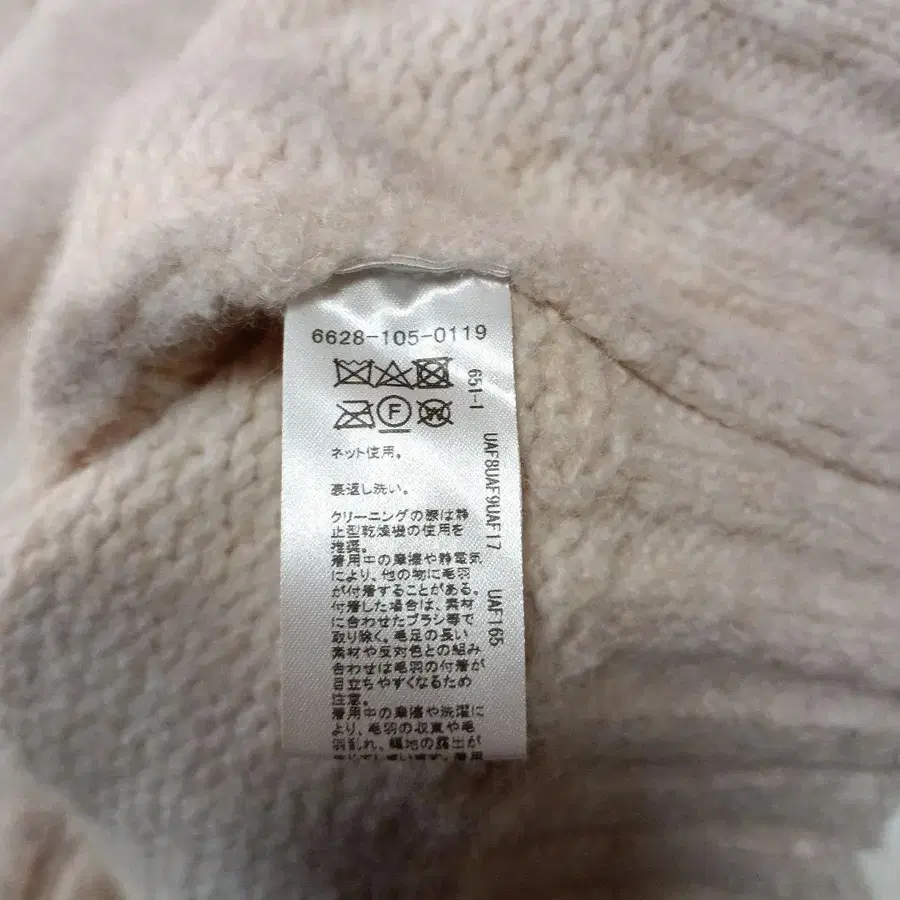 6628-105-0119
F
W
ネット使用。
裏返し洗い。
クリーニングの際は静
止型乾燥機の使用を
推奨。
着用中の摩擦や静電気
により、他の物に毛羽
が付着することがある。
付着した場合は、素材
に合わせたブラシ等で
取り除く。毛足の長い
素材や反対色との組み
合わせは毛羽の付着が
目立ちやすくなるため
注意。
着用中の摩擦や洗濯に
より、毛羽の収束や毛
羽乱れ、編地の露出が
651-1
UAF8UAF9UAF17
UAF165